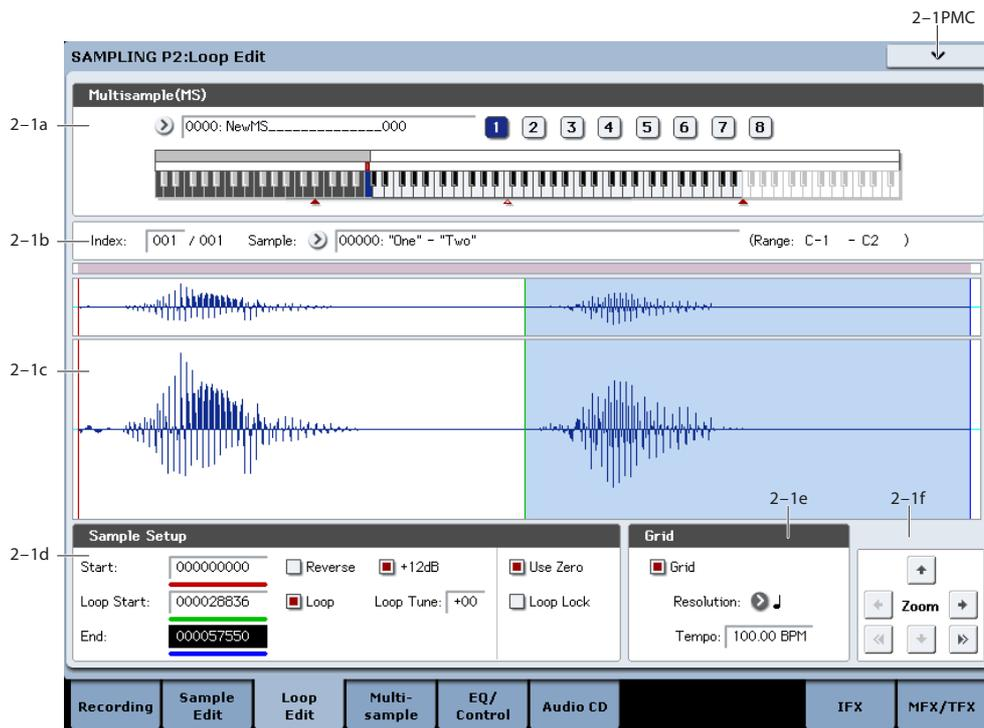 2-1PMC
SAMPLING P2:Loop Edit
Multisample(MS)
2-1a
0000: NewMS______________000
1 2 3 4 5 6 7 8
2-1b
Index: 001 / 001 Sample: 00000: "One" - "Two" (Range: C-1 - C2 )
2-1c
2-1e
2-1f
Sample Setup
Grid
2-1d
Start: 000000000 Reverse +12dB Use Zero
Grid
Loop Start: 000028836 Loop Loop Tune: +00 Loop Lock
Resolution:
Zoom
End: 000057550
Tempo: 100.00 BPM
Recording
Sample
Edit
Loop
Edit
Multi-
sample
EQ/
Control
Audio CD
IFX
MFX/TFX